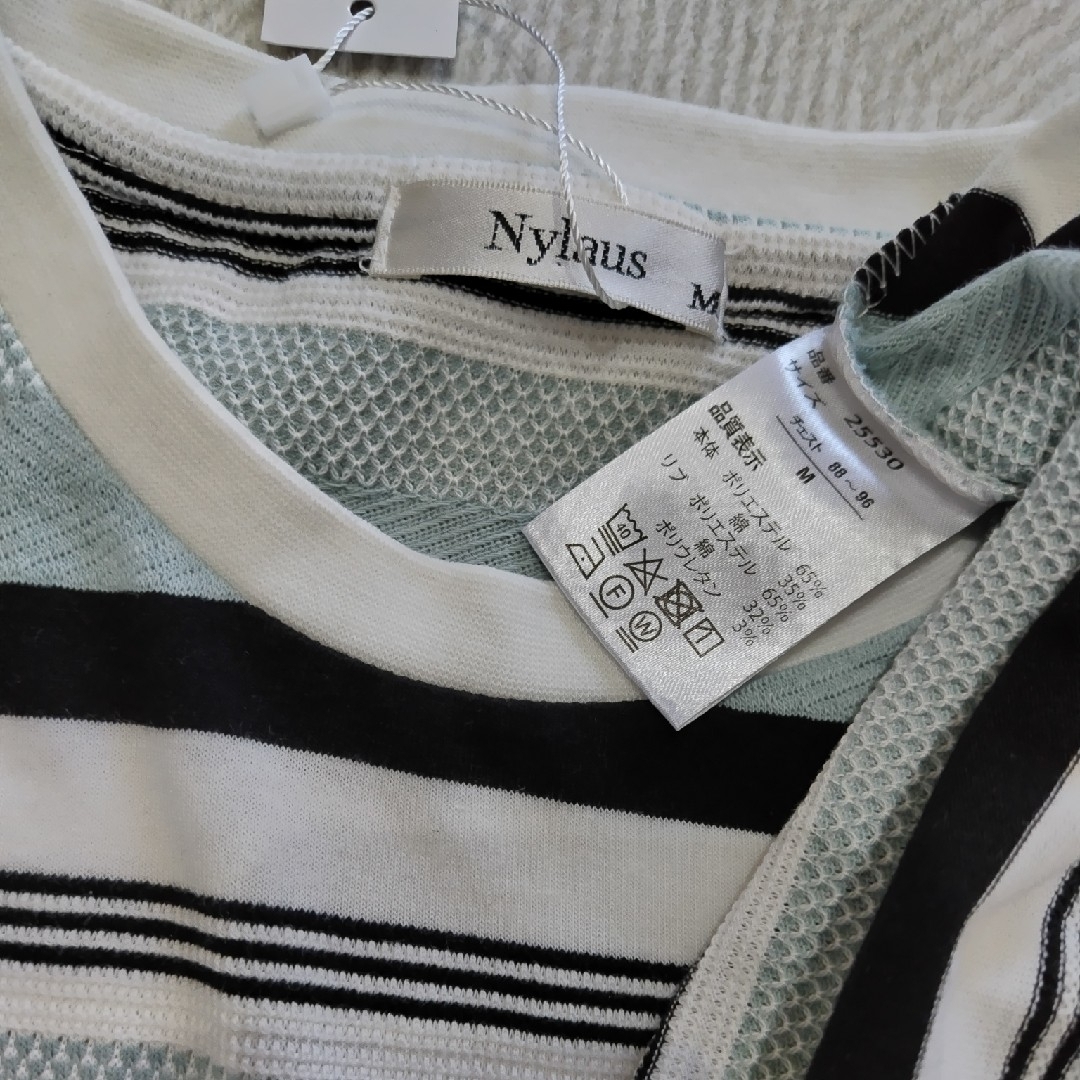 Nylaus
M
品番 25530
サイズ M
チェスト 88～96
品質表示
本体 ポリエステル 65%
綿 35%
リブ ポリエステル 65%
綿 32%
ポリウレタン 3%
40
F
W